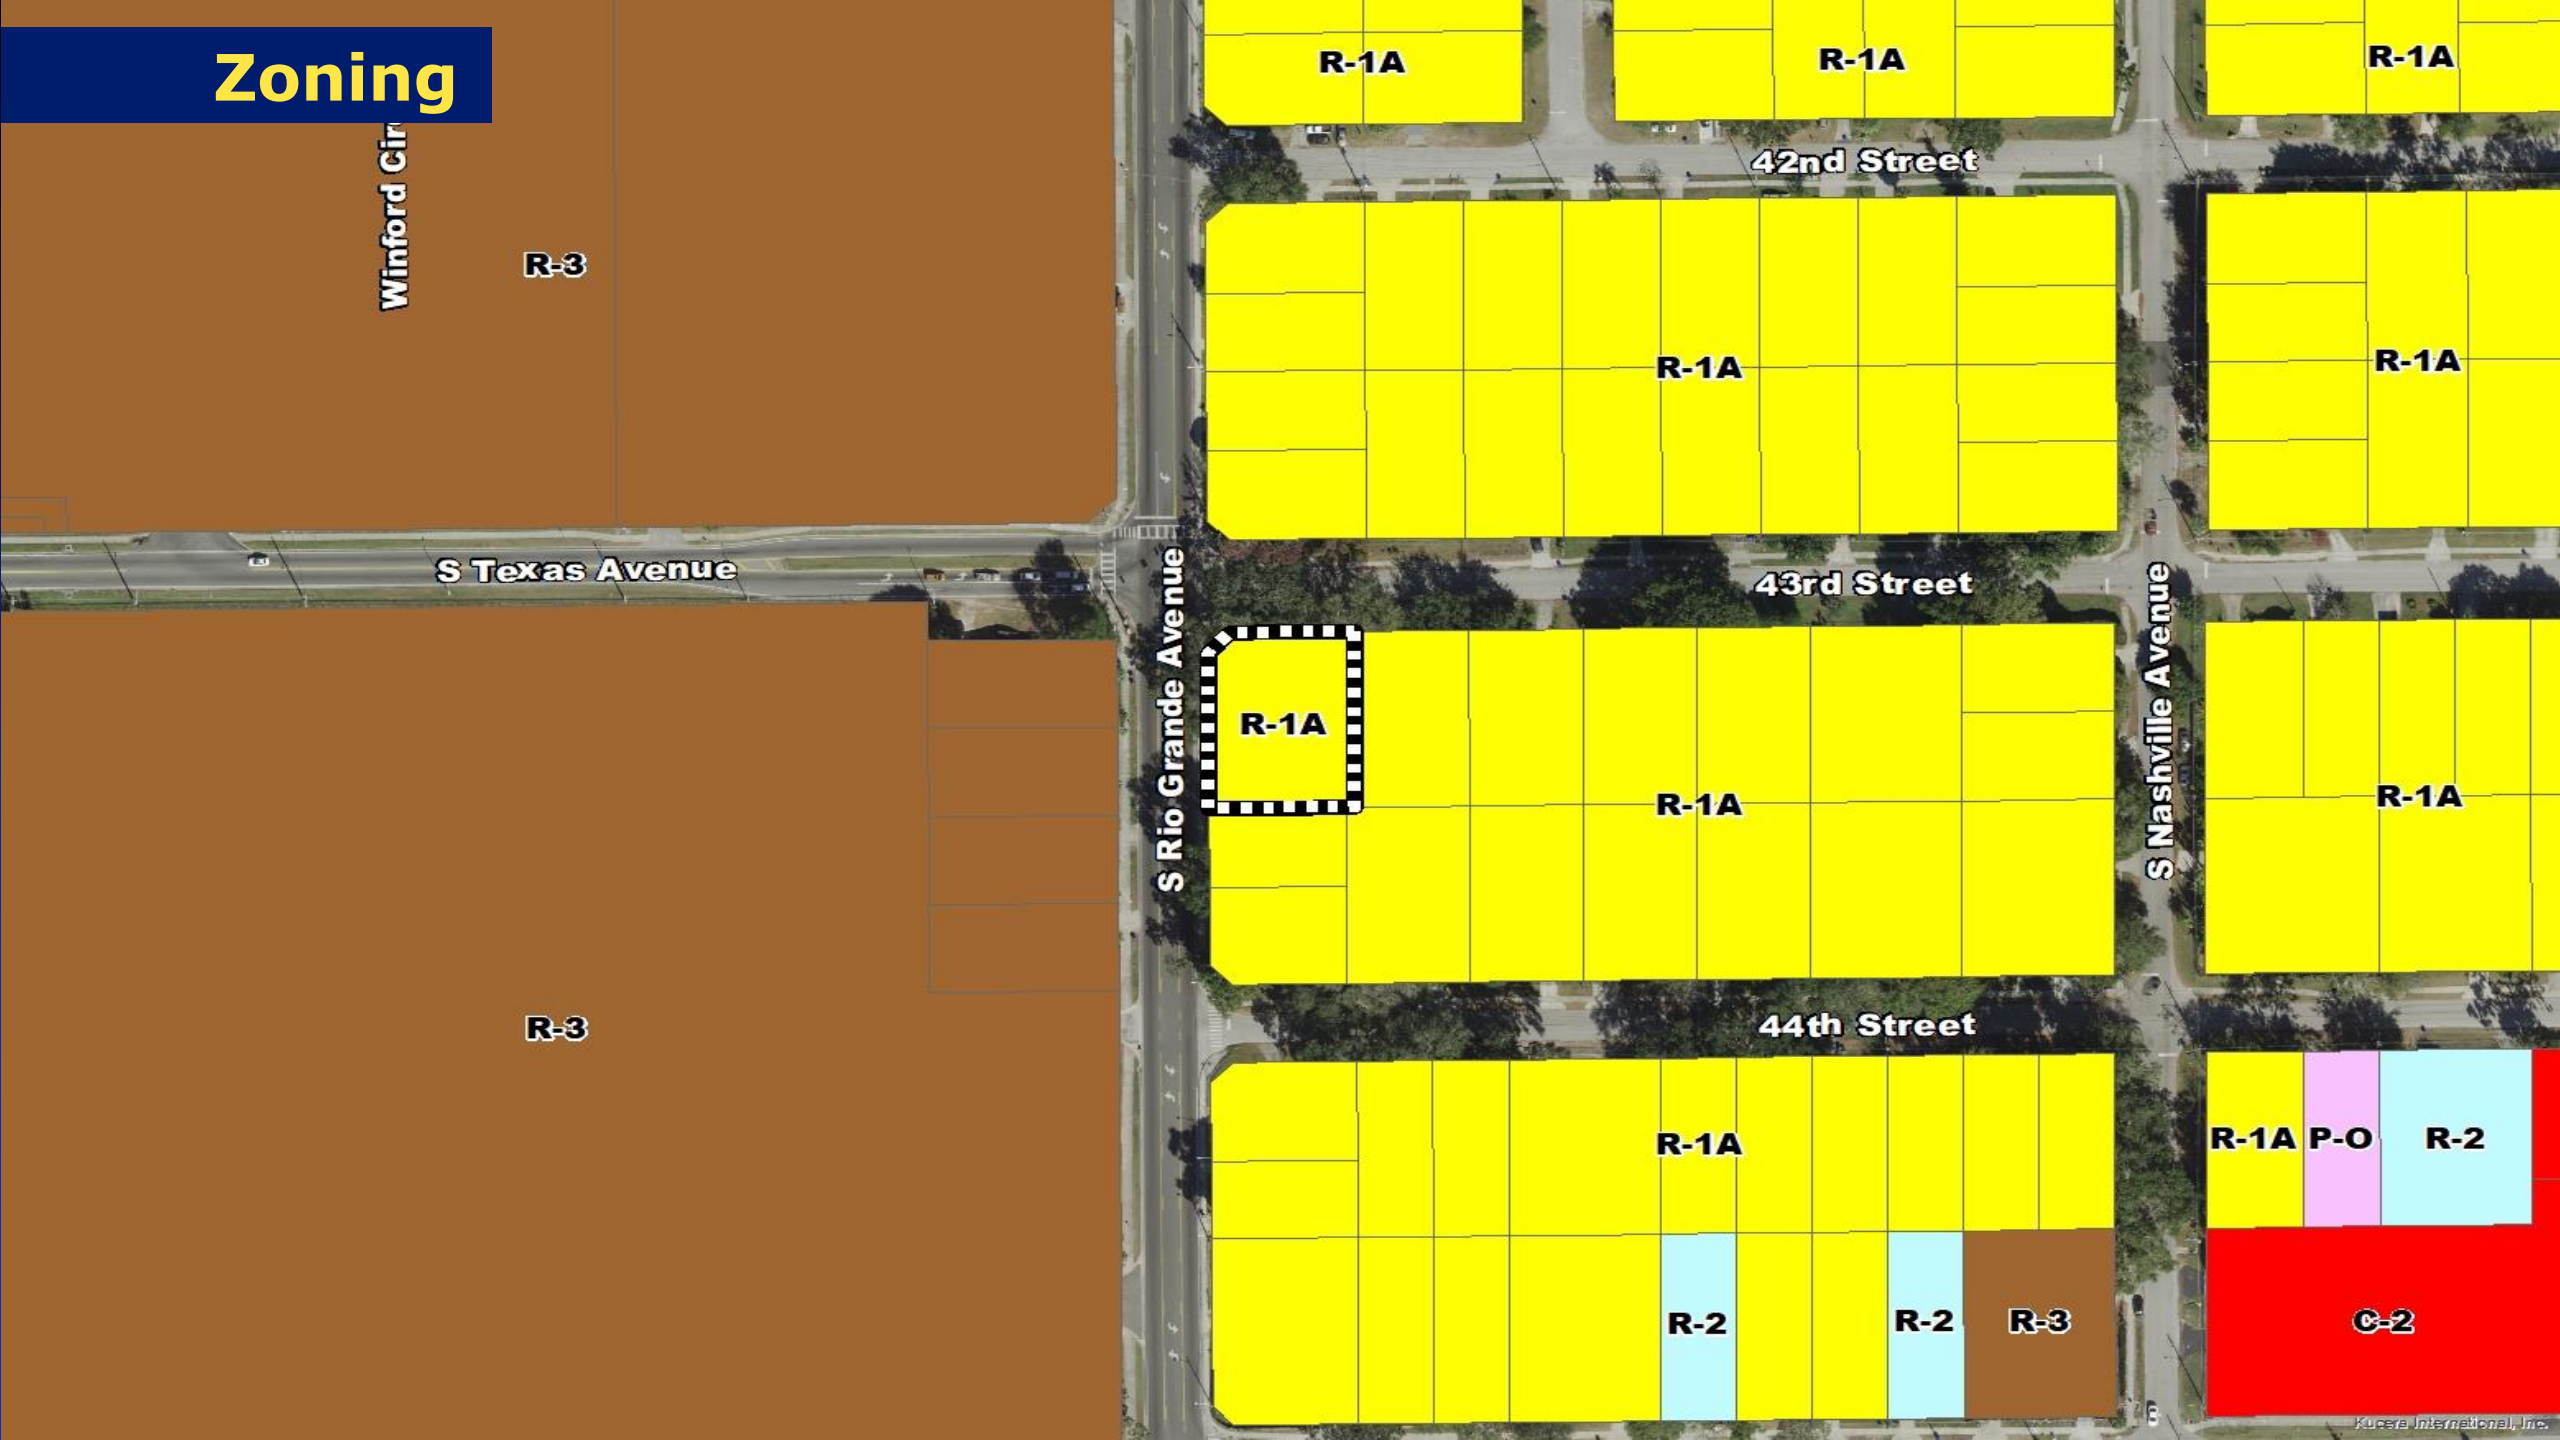 Zoning
R-1A
R-1A
R-1A
Winford Cir
42nd Street
R-3
R-1A
R-1A
S Texas Avenue
43rd Street
S Rio Grande Avenue
S Nashville Avenue
R-1A
R-1A
R-1A
R-3
44th Street
R-1A
R-1A
P-O
R-2
R-2
R-2
R-3
C-2
Kucera International, Inc.